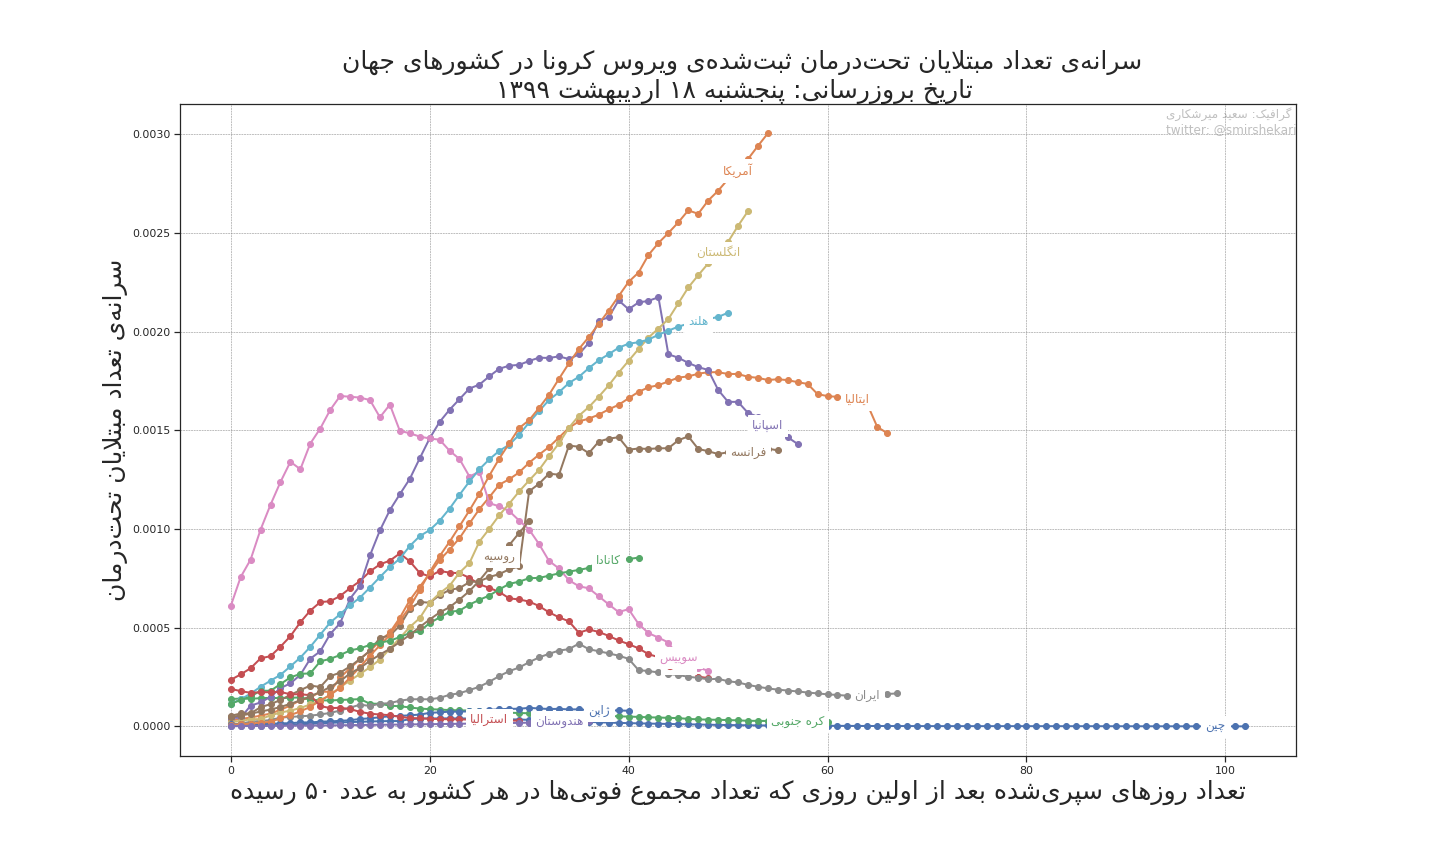 سرانه‌ی تعداد مبتلایان تحت‌درمان ثبت‌شده‌ی ویروس کرونا در کشورهای جهان
تاریخ بروزرسانی: پنجشنبه ۱۸ اردیبهشت ۱۳۹۹
گرافیک: سعید میرشکاری
twitter: @smirshekari
سرانه‌ی تعداد مبتلایان تحت‌درمان
0.0030
0.0025
0.0020
0.0015
0.0010
0.0005
0.0000
آمریکا
انگلستان
هلند
ایتالیا
اسپانیا
فرانسه
روسیه
کانادا
سوییس
ایران
ژاپن
استرالیا
هندوستان
کره جنوبی
چین
0 20 40 60 80 100
تعداد روزهای سپری‌شده بعد از اولین روزی که تعداد مجموع فوتی‌ها در هر کشور به عدد ۵۰ رسیده